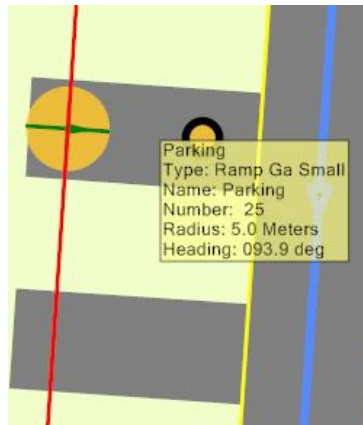 Parking
Type: Ramp Ga Small
Name: Parking
Number: 25
Radius: 5.0 Meters
Heading: 093.9 deg